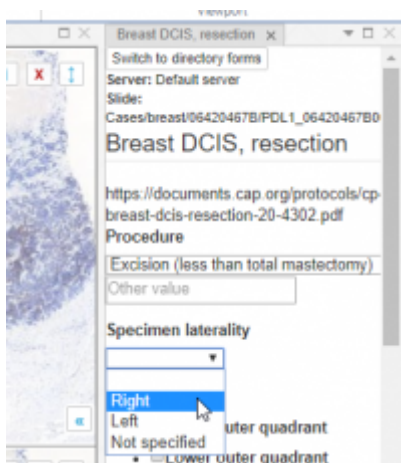 viewport
Breast DCIS, resection x
Switch to directory forms
Server: Default server
Slide:
Cases/breast/06420467B/PDL1_06420467B0
Breast DCIS, resection
https://documents.cap.org/protocols/cp-
breast-dcis-resection-20-4302.pdf
Procedure
Excision (less than total mastectomy)
Other value
Specimen laterality
Right
Left
Not specified
uter quadrant
Lower outer quadrant